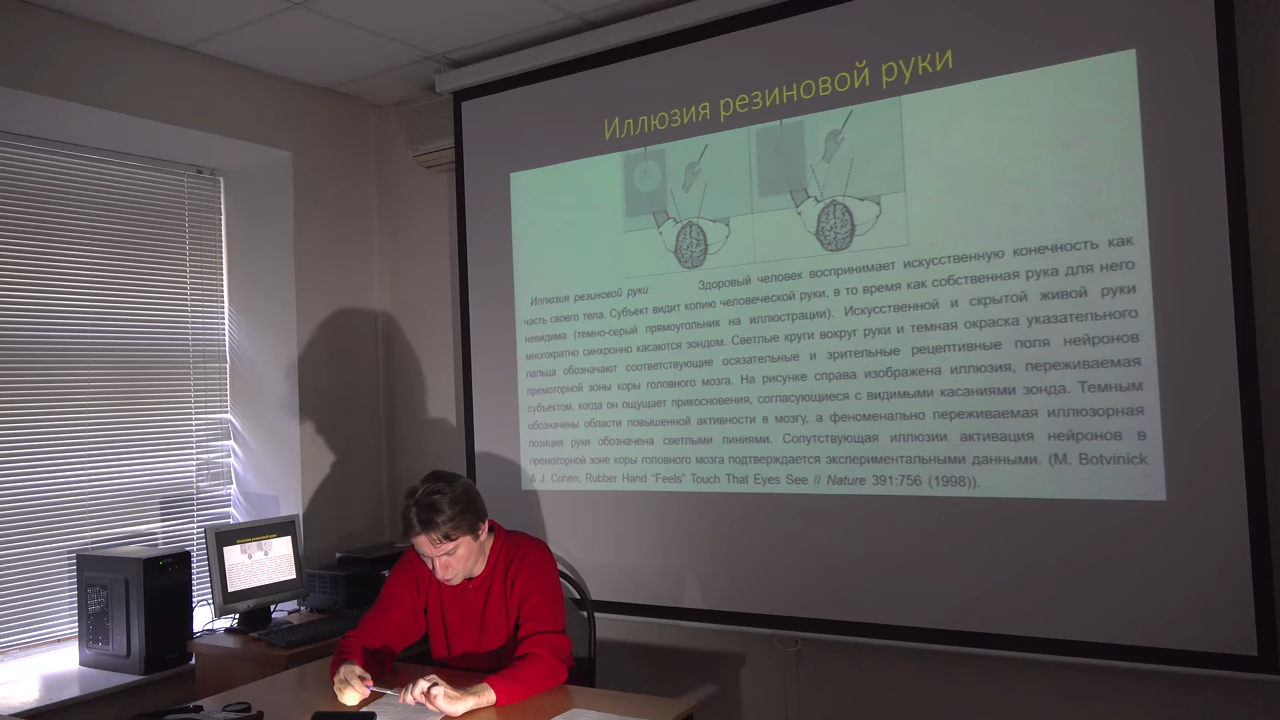 Иллюзия резиновой руки
Иллюзия резиновой руки. Здоровый человек воспринимает искусственную конечность как
часть своего тела. Субъект видит копию человеческой руки, в то время как собственная рука для него
невидима (темно-серый прямоугольник на иллюстрации). Искусственной и скрытой живой руки
многократно синхронно касаются зондом. Светлые круги вокруг руки и темная окраска указательного
пальца обозначают соответствующие осязательные и зрительные рецептивные поля нейронов
премоторной зоны коры головного мозга. На рисунке справа изображена иллюзия, переживаемая
субъектом, когда он ощущает прикосновения, согласующиеся с видимыми касаниями зонда. Темным
обозначены области повышенной активности в мозгу, а феноменально переживаемая иллюзорная
позиция руки обозначена светлыми линиями. Сопутствующая иллюзии активация нейронов в
премоторной зоне коры головного мозга подтверждается экспериментальными данными. (M. Botvinick
& J. Cohen, Rubber Hand “Feels” Touch That Eyes See // Nature 391:756 (1998)).
Иллюзия резиновой руки